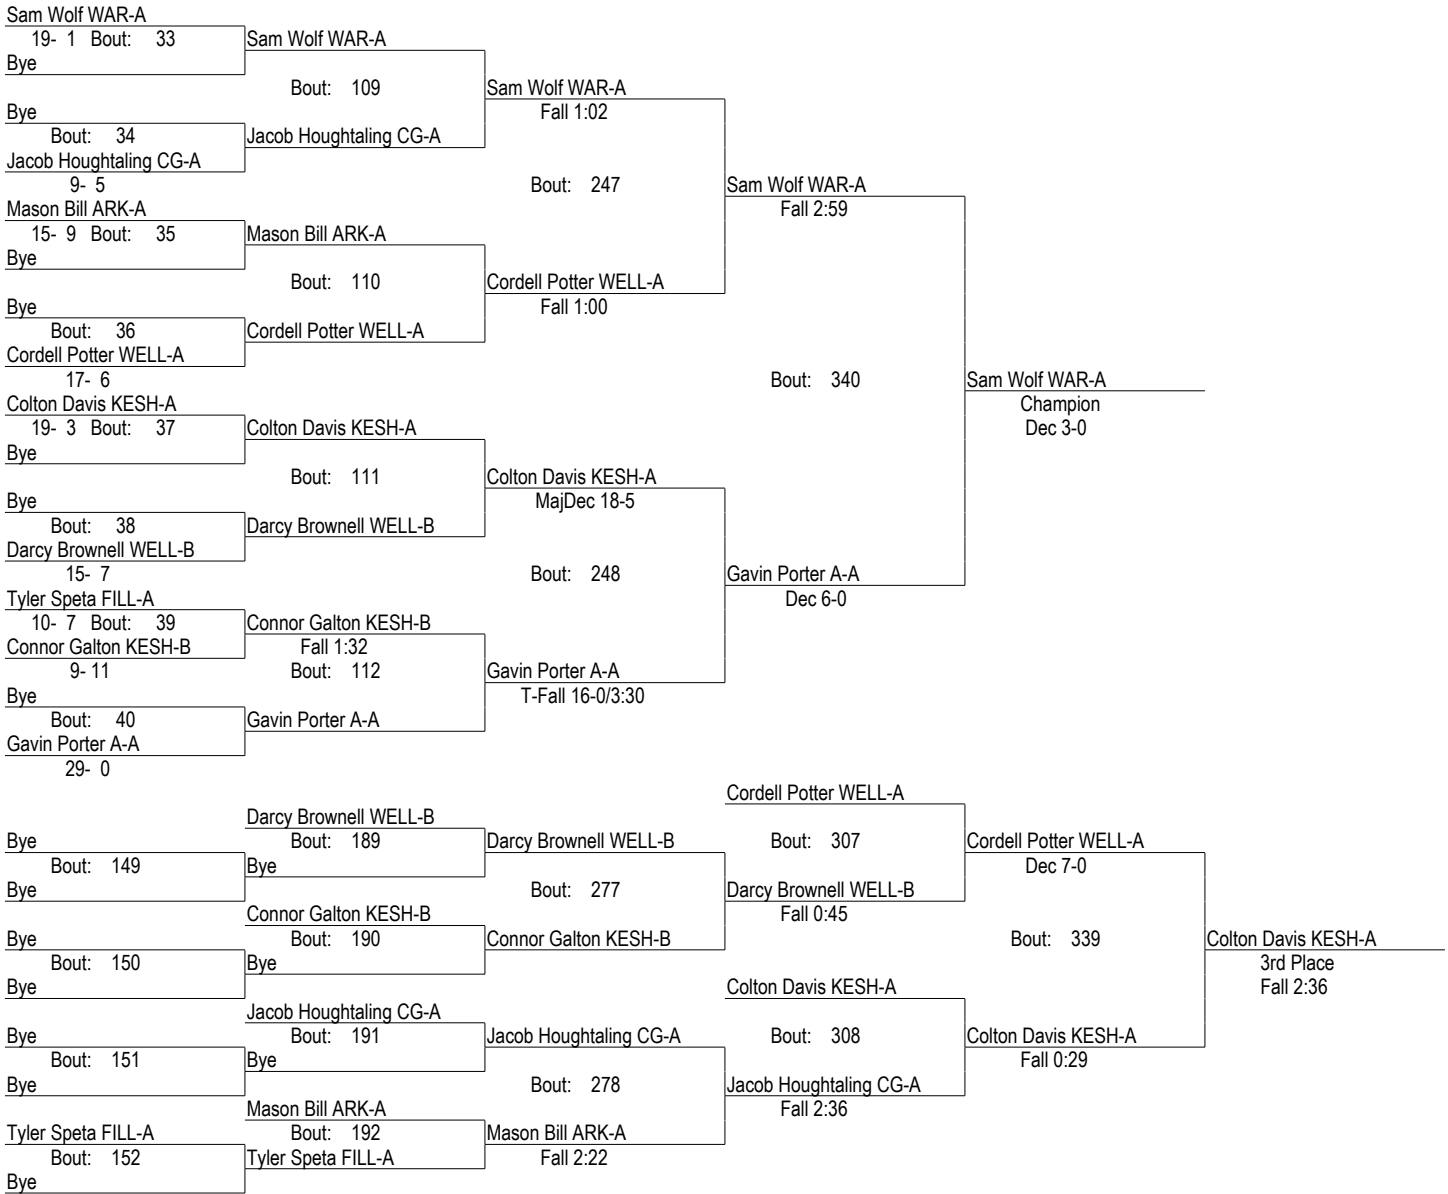 Sam Wolf WAR-A
19- 1 Bout: 33
Sam Wolf WAR-A
Bye
Bout: 109
Sam Wolf WAR-A
Bye
Fall 1:02
Bout: 34
Jacob Houghtaling CG-A
Jacob Houghtaling CG-A
9- 5
Bout: 247
Sam Wolf WAR-A
Mason Bill ARK-A
Fall 2:59
15- 9 Bout: 35
Mason Bill ARK-A
Bye
Bout: 110
Cordell Potter WELL-A
Bye
Fall 1:00
Bout: 36
Cordell Potter WELL-A
Cordell Potter WELL-A
17- 6
Bout: 340
Sam Wolf WAR-A
Colton Davis KESH-A
Champion
19- 3 Bout: 37
Colton Davis KESH-A
Dec 3-0
Bye
Bout: 111
Colton Davis KESH-A
Bye
MajDec 18-5
Bout: 38
Darcy Brownell WELL-B
Darcy Brownell WELL-B
15- 7
Bout: 248
Gavin Porter A-A
Tyler Speta FILL-A
Dec 6-0
10- 7 Bout: 39
Connor Galton KESH-B
Connor Galton KESH-B
Fall 1:32
9- 11
Bout: 112
Gavin Porter A-A
Bye
T-Fall 16-0/3:30
Bout: 40
Gavin Porter A-A
Gavin Porter A-A
29- 0
Cordell Potter WELL-A
Darcy Brownell WELL-B
Bye
Bout: 189
Darcy Brownell WELL-B
Bout: 307
Cordell Potter WELL-A
Bout: 149
Bye
Dec 7-0
Bye
Bout: 277
Darcy Brownell WELL-B
Connor Galton KESH-B
Fall 0:45
Bye
Bout: 190
Connor Galton KESH-B
Bout: 339
Colton Davis KESH-A
Bout: 150
Bye
3rd Place
Bye
Colton Davis KESH-A
Fall 2:36
Jacob Houghtaling CG-A
Bye
Bout: 191
Jacob Houghtaling CG-A
Bout: 308
Colton Davis KESH-A
Bout: 151
Bye
Fall 0:29
Bye
Bout: 278
Jacob Houghtaling CG-A
Mason Bill ARK-A
Fall 2:36
Tyler Speta FILL-A
Bout: 192
Mason Bill ARK-A
Bout: 152
Tyler Speta FILL-A
Fall 2:22
Bye